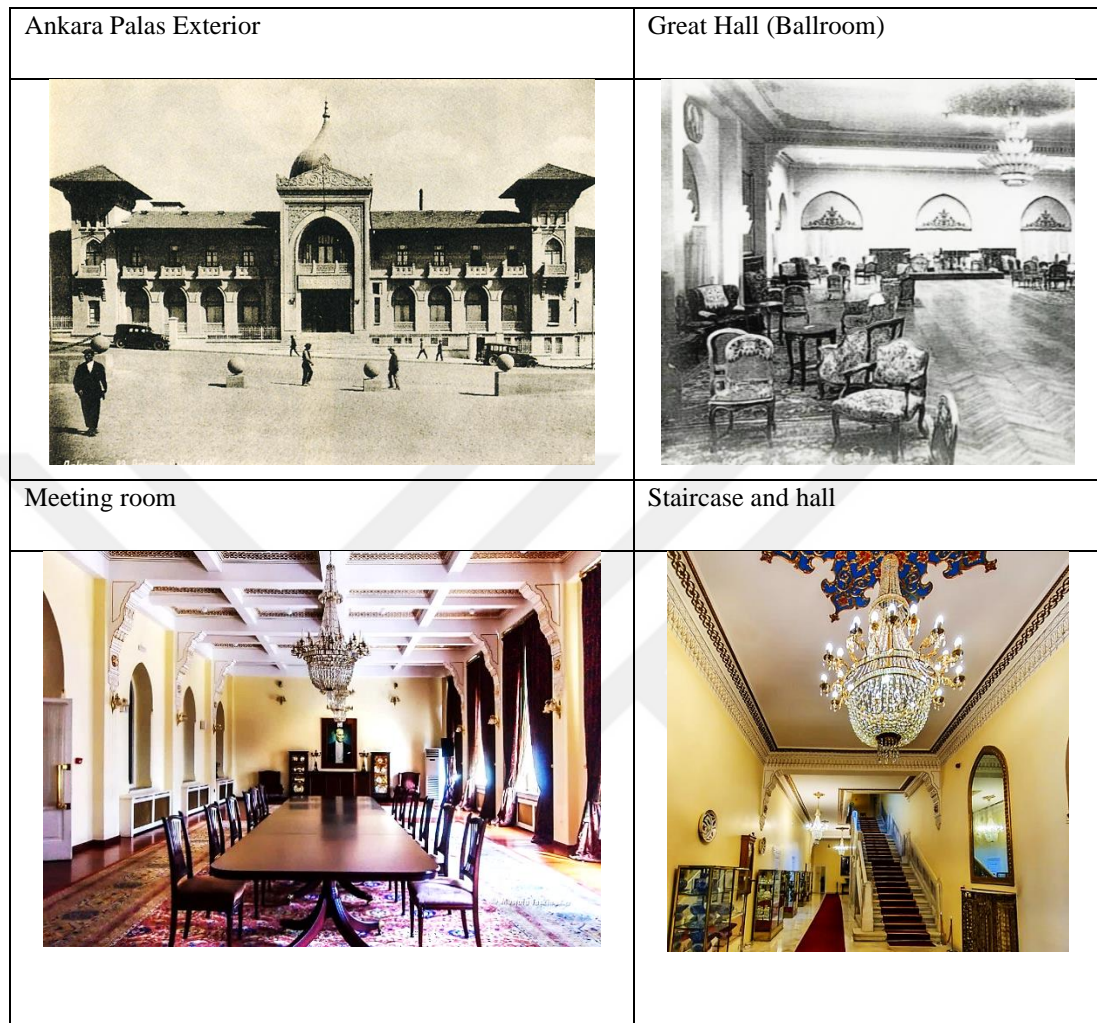 Ankara Palas Exterior
Great Hall (Ballroom)
Meeting room
Staircase and hall